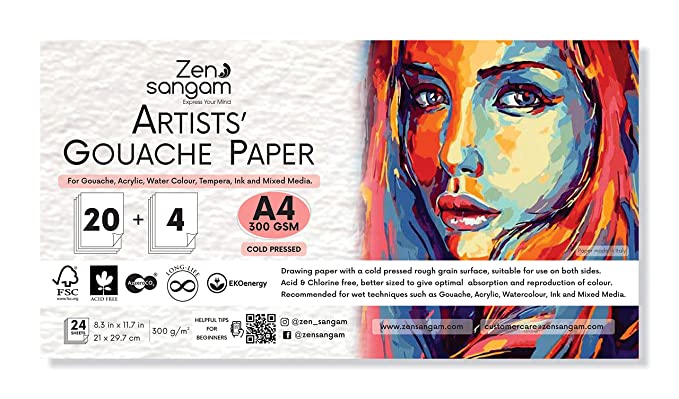 Zen
sangam
Express Your Mind
ARTISTS'
GOUACHE PAPER
For Gouache, Acrylic, Water Colour, Tempera, Ink and Mixed Media.
20 + 4
A4
300 GSM
COLD PRESSED
Paper made in Italy
Drawing paper with a cold pressed rough grain surface, suitable for use on both sides.
Acid & Chlorine free, better sized to give optimal absorption and reproduction of colour.
Recommended for wet techniques such as Gouache, Acrylic, Watercolour, Ink and Mixed Media.
FSC
www.fsc.org
ACID FREE
AzzeroCO₂
LONG-LIFE
EKOenergy
24
SHEETS
8.3 in x 11.7 in
21 x 29.7 cm
300 g/m²
HELPFUL TIPS
FOR
BEGINNERS
@zen_sangam
@zensangam
www.zensangam.com
customercare@zensangam.com